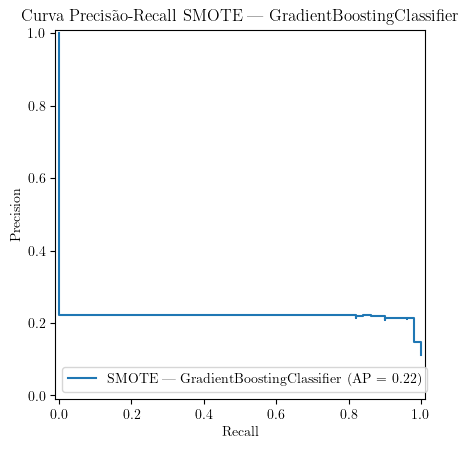 Curva Precisão-Recall SMOTE — GradientBoostingClassifier
1.0
0.8
0.6
0.4
0.2
0.0
Precision
SMOTE — GradientBoostingClassifier (AP = 0.22)
0.0 0.2 0.4 0.6 0.8 1.0
Recall